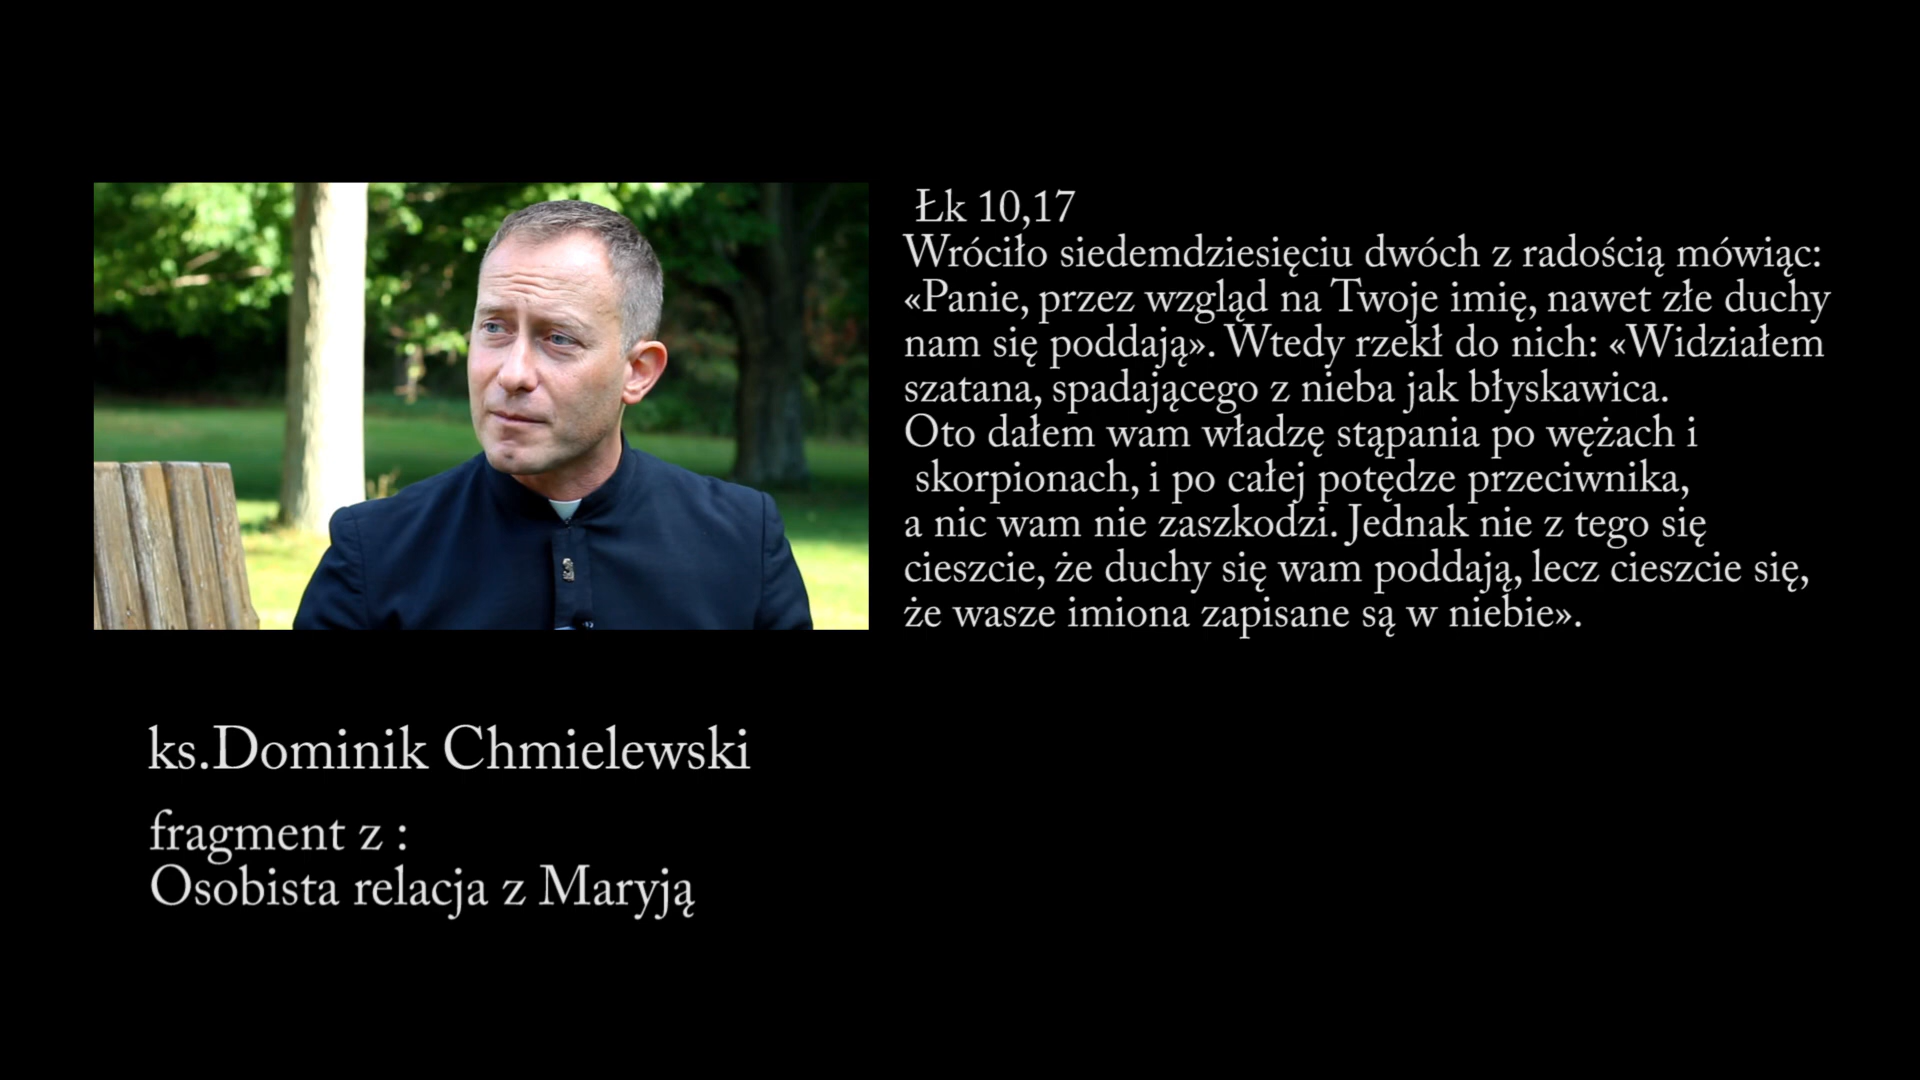 Łk 10,17
Wróciło siedemdziesięciu dwóch z radością mówiąc:
«Panie, przez wzgląd na Twoje imię, nawet złe duchy
nam się poddają». Wtedy rzekł do nich: «Widziałem
szatana, spadającego z nieba jak błyskawica.
Oto dałem wam władzę stąpania po wężach i
skorpionach, i po całej potędze przeciwnika,
a nic wam nie zaszkodzi. Jednak nie z tego się
cieszcie, że duchy się wam poddają, lecz cieszcie się,
że wasze imiona zapisane są w niebie».
ks.Dominik Chmielewski
fragment z :
Osobista relacja z Maryją